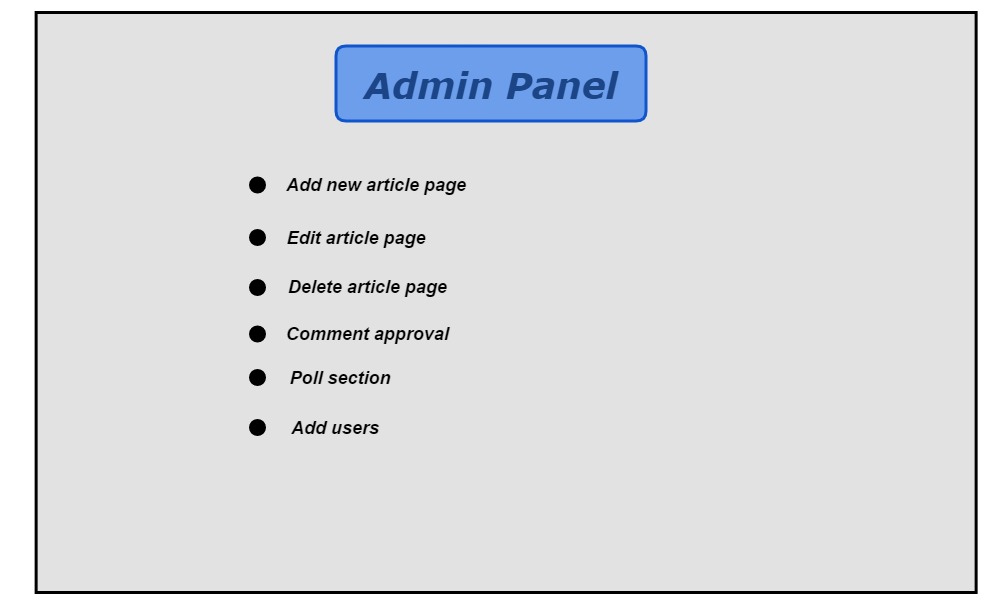 Admin Panel
Add new article page
Edit article page
Delete article page
Comment approval
Poll section
Add users